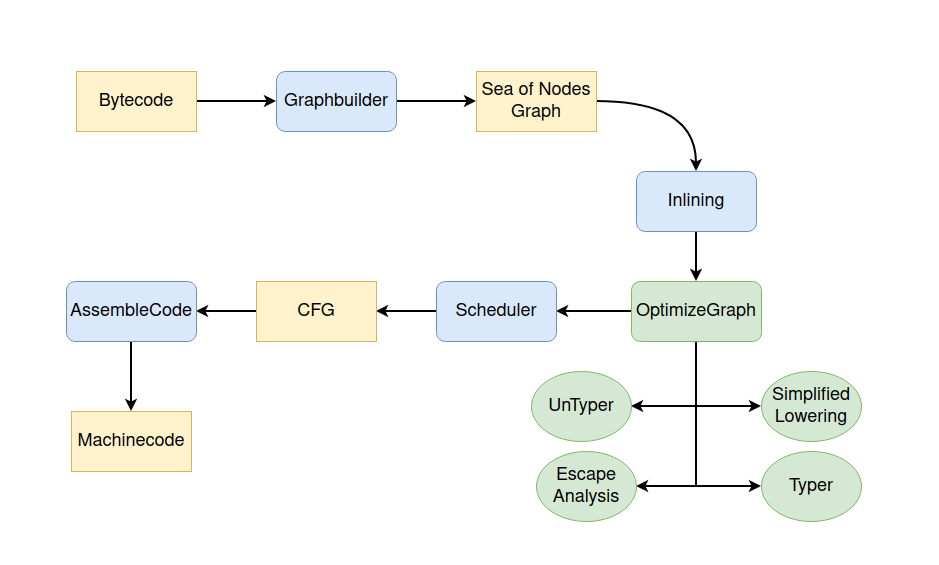 Bytecode
Graphbuilder
Sea of Nodes
Graph
Inlining
AssembleCode
CFG
Scheduler
OptimizeGraph
UnTyper
Simplified
Lowering
Machinecode
Escape
Analysis
Typer